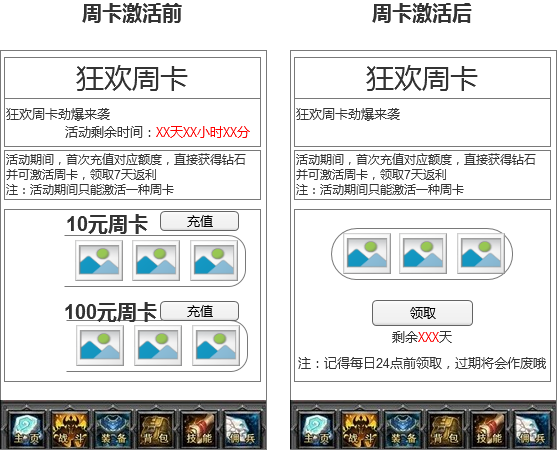 周卡激活前
狂欢周卡
狂欢周卡劲爆来袭
活动剩余时间：XX天XX小时XX分
活动期间，首次充值对应额度，直接获得钻石
并可激活周卡，领取7天返利
注：活动期间只能激活一种周卡
10元周卡 充值
100元周卡 充值
主页 战斗 装备 背包 技能 佣兵
周卡激活后
狂欢周卡
狂欢周卡劲爆来袭
活动期间，首次充值对应额度，直接获得钻石
并可激活周卡，领取7天返利
注：活动期间只能激活一种周卡
领取
剩余XXX天
注：记得每日24点前领取，过期将会作废哦
主页 战斗 装备 背包 技能 佣兵